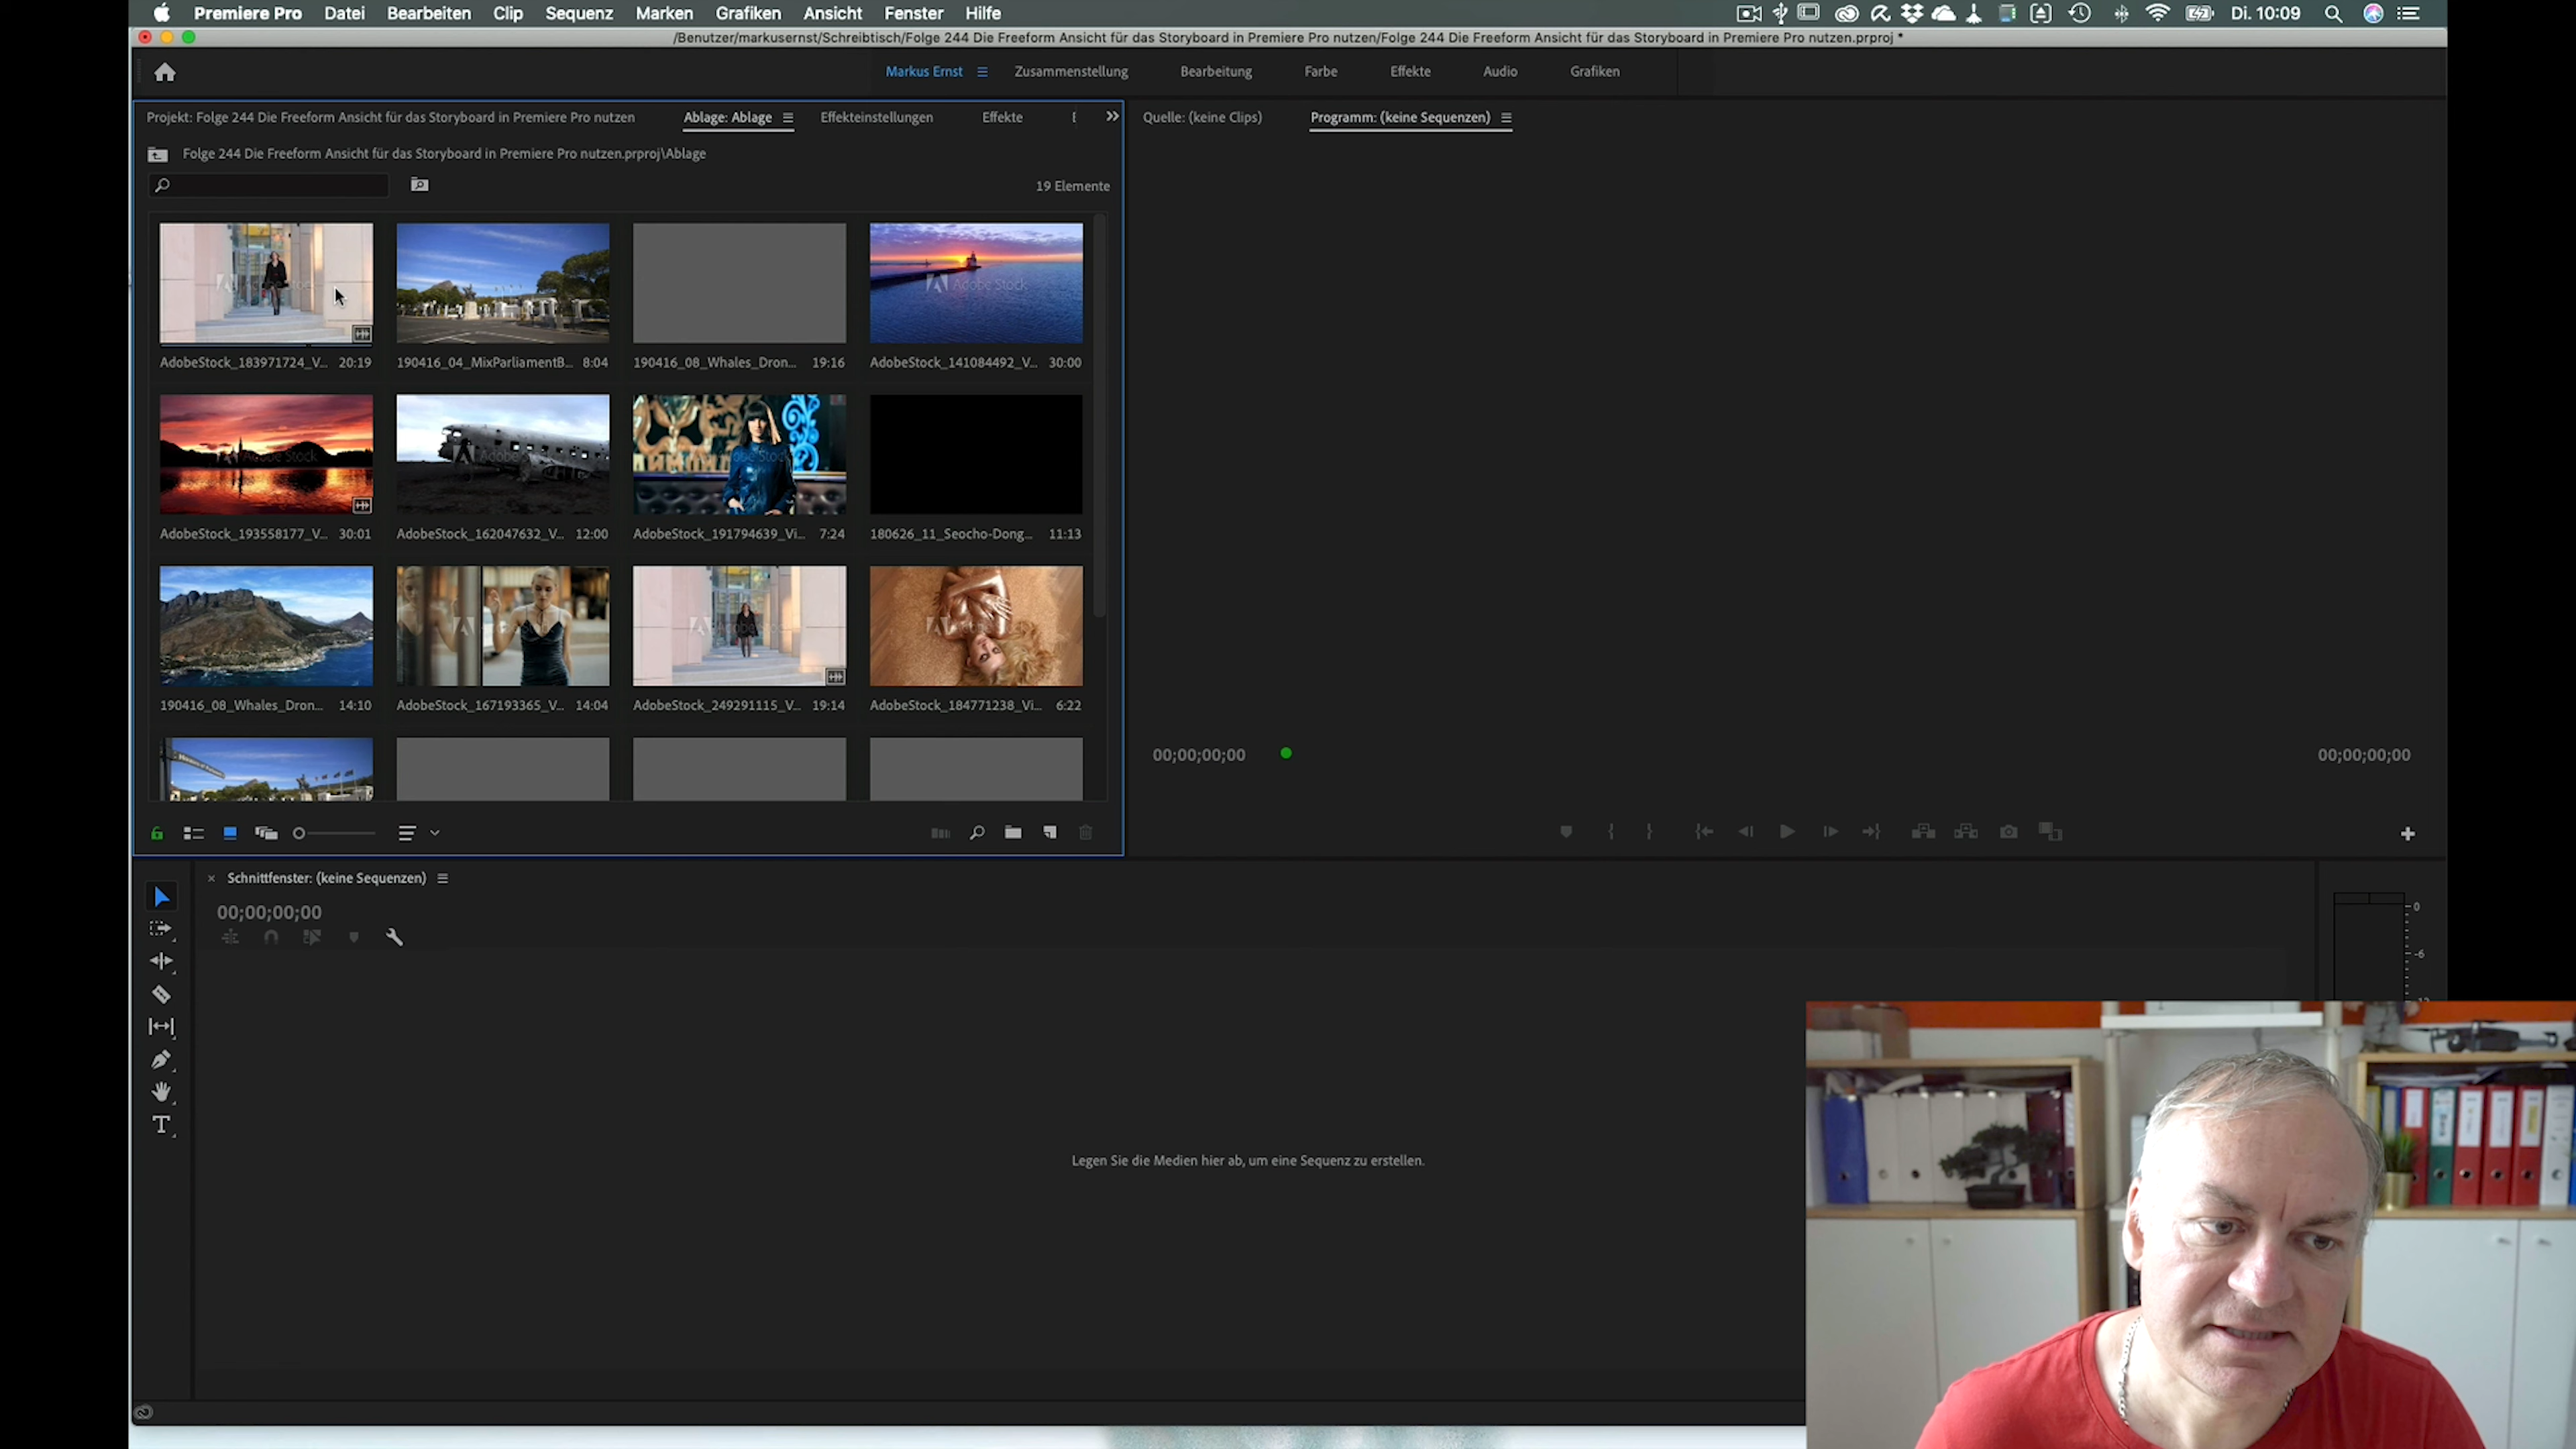 Premiere Pro Datei Bearbeiten Clip Sequenz Marken Grafiken Ansicht Fenster Hilfe Di. 10:09
/Benutzer/markusernst/Schreibtisch/Folge 244 Die Freeform Ansicht für das Storyboard in Premiere Pro nutzen/Folge 244 Die Freeform Ansicht für das Storyboard in Premiere Pro nutzen.prproj *
Markus Ernst Zusammenstellung Bearbeitung Farbe Effekte Audio Grafiken
Projekt: Folge 244 Die Freeform Ansicht für das Storyboard in Premiere Pro nutzen Ablage: Ablage Effekteinstellungen Effekte Quelle: (keine Clips) Programm: (keine Sequenzen)
Folge 244 Die Freeform Ansicht für das Storyboard in Premiere Pro nutzen.prproj\Ablage
19 Elemente
Adobe Stock
AdobeStock_183971724_V... 20:19 190416_04_MixParliamentB... 8:04 190416_08_Whales_Dron... 19:16 AdobeStock_141084492_V... 30:00
AdobeStock_193558177_V... 30:01 AdobeStock_162047632_V... 12:00 AdobeStock_191794639_Vi... 7:24 180626_11_Seocho-Dong... 11:13
190416_08_Whales_Dron... 14:10 AdobeStock_167193365_V... 14:04 AdobeStock_249291115_V... 19:14 AdobeStock_184771238_Vi... 6:22
00;00;00;00 00;00;00;00
Schnittfenster: (keine Sequenzen)
00;00;00;00
0
-6
Legen Sie die Medien hier ab, um eine Sequenz zu erstellen.